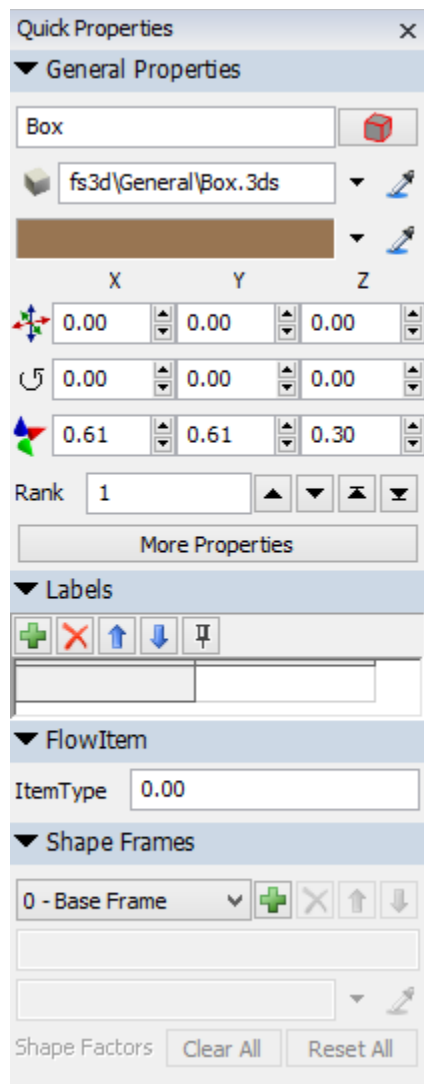 Quick Properties
General Properties
Box
fs3d\General\Box.3ds
X Y Z
0.00 0.00 0.00
0.00 0.00 0.00
0.61 0.61 0.30
Rank 1
More Properties
Labels
FlowItem
ItemType 0.00
Shape Frames
0 - Base Frame
Shape Factors Clear All Reset All